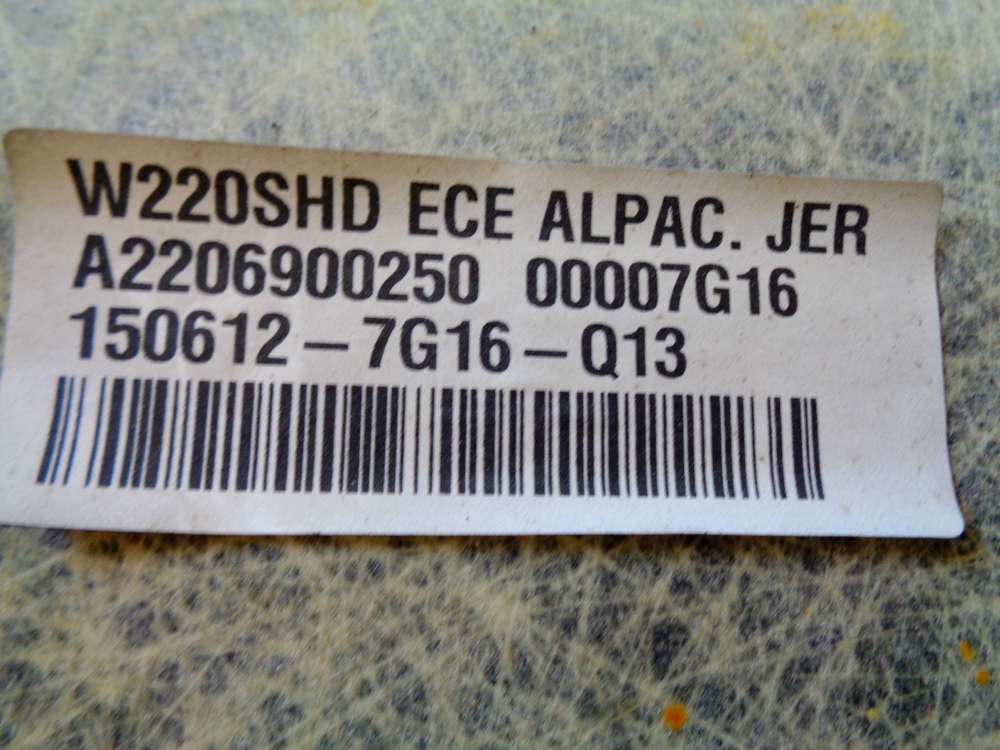 W220SHD ECE ALPAC. JER
A2206900250 00007G16
150612-7G16-Q13